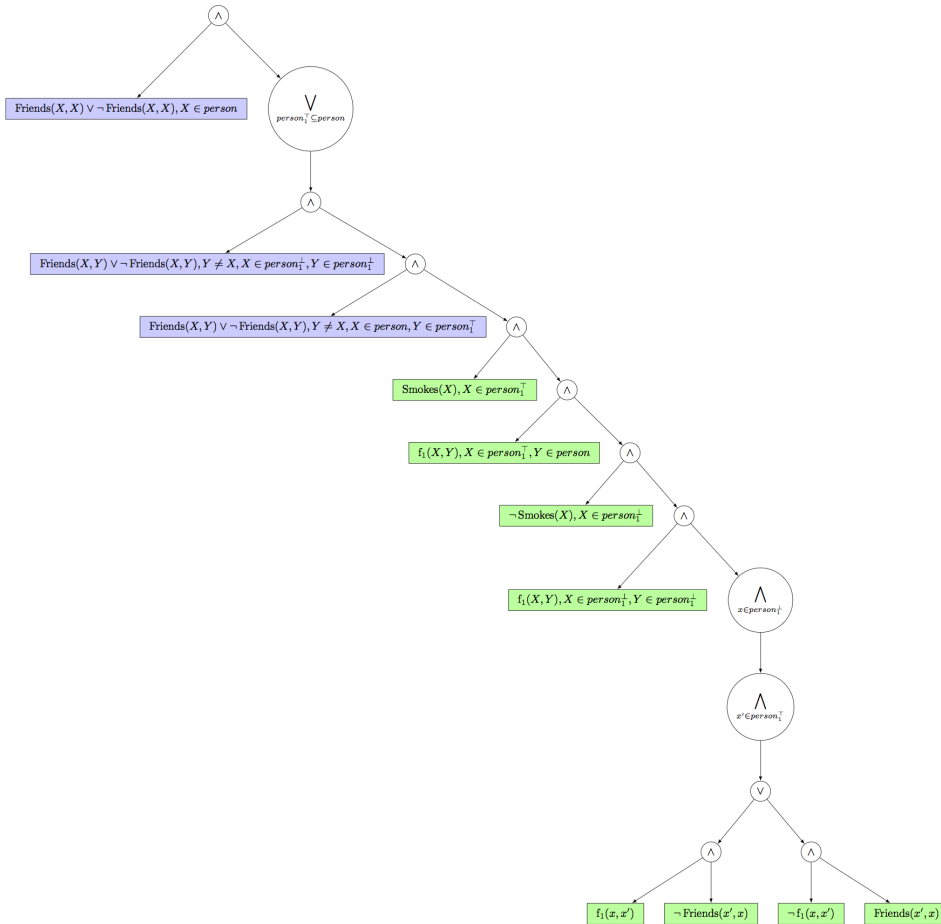 ∧
Friends(X, X) ∨ ¬ Friends(X, X), X ∈ person
⋁
person₁⊤ ⊆ person
∧
Friends(X, Y) ∨ ¬ Friends(X, Y), Y ≠ X, X ∈ person₁⊥, Y ∈ person₁⊥
∧
Friends(X, Y) ∨ ¬ Friends(X, Y), Y ≠ X, X ∈ person, Y ∈ person₁⊤
∧
Smokes(X), X ∈ person₁⊤
∧
f₁(X, Y), X ∈ person₁⊤, Y ∈ person
∧
¬ Smokes(X), X ∈ person₁⊥
∧
f₁(X, Y), X ∈ person₁⊥, Y ∈ person₁⊥
⋀
x∈person₁⊥
⋀
x′∈person₁⊤
∨
∧ ∧
f₁(x, x′) ¬ Friends(x′, x) ¬ f₁(x, x′) Friends(x′, x)